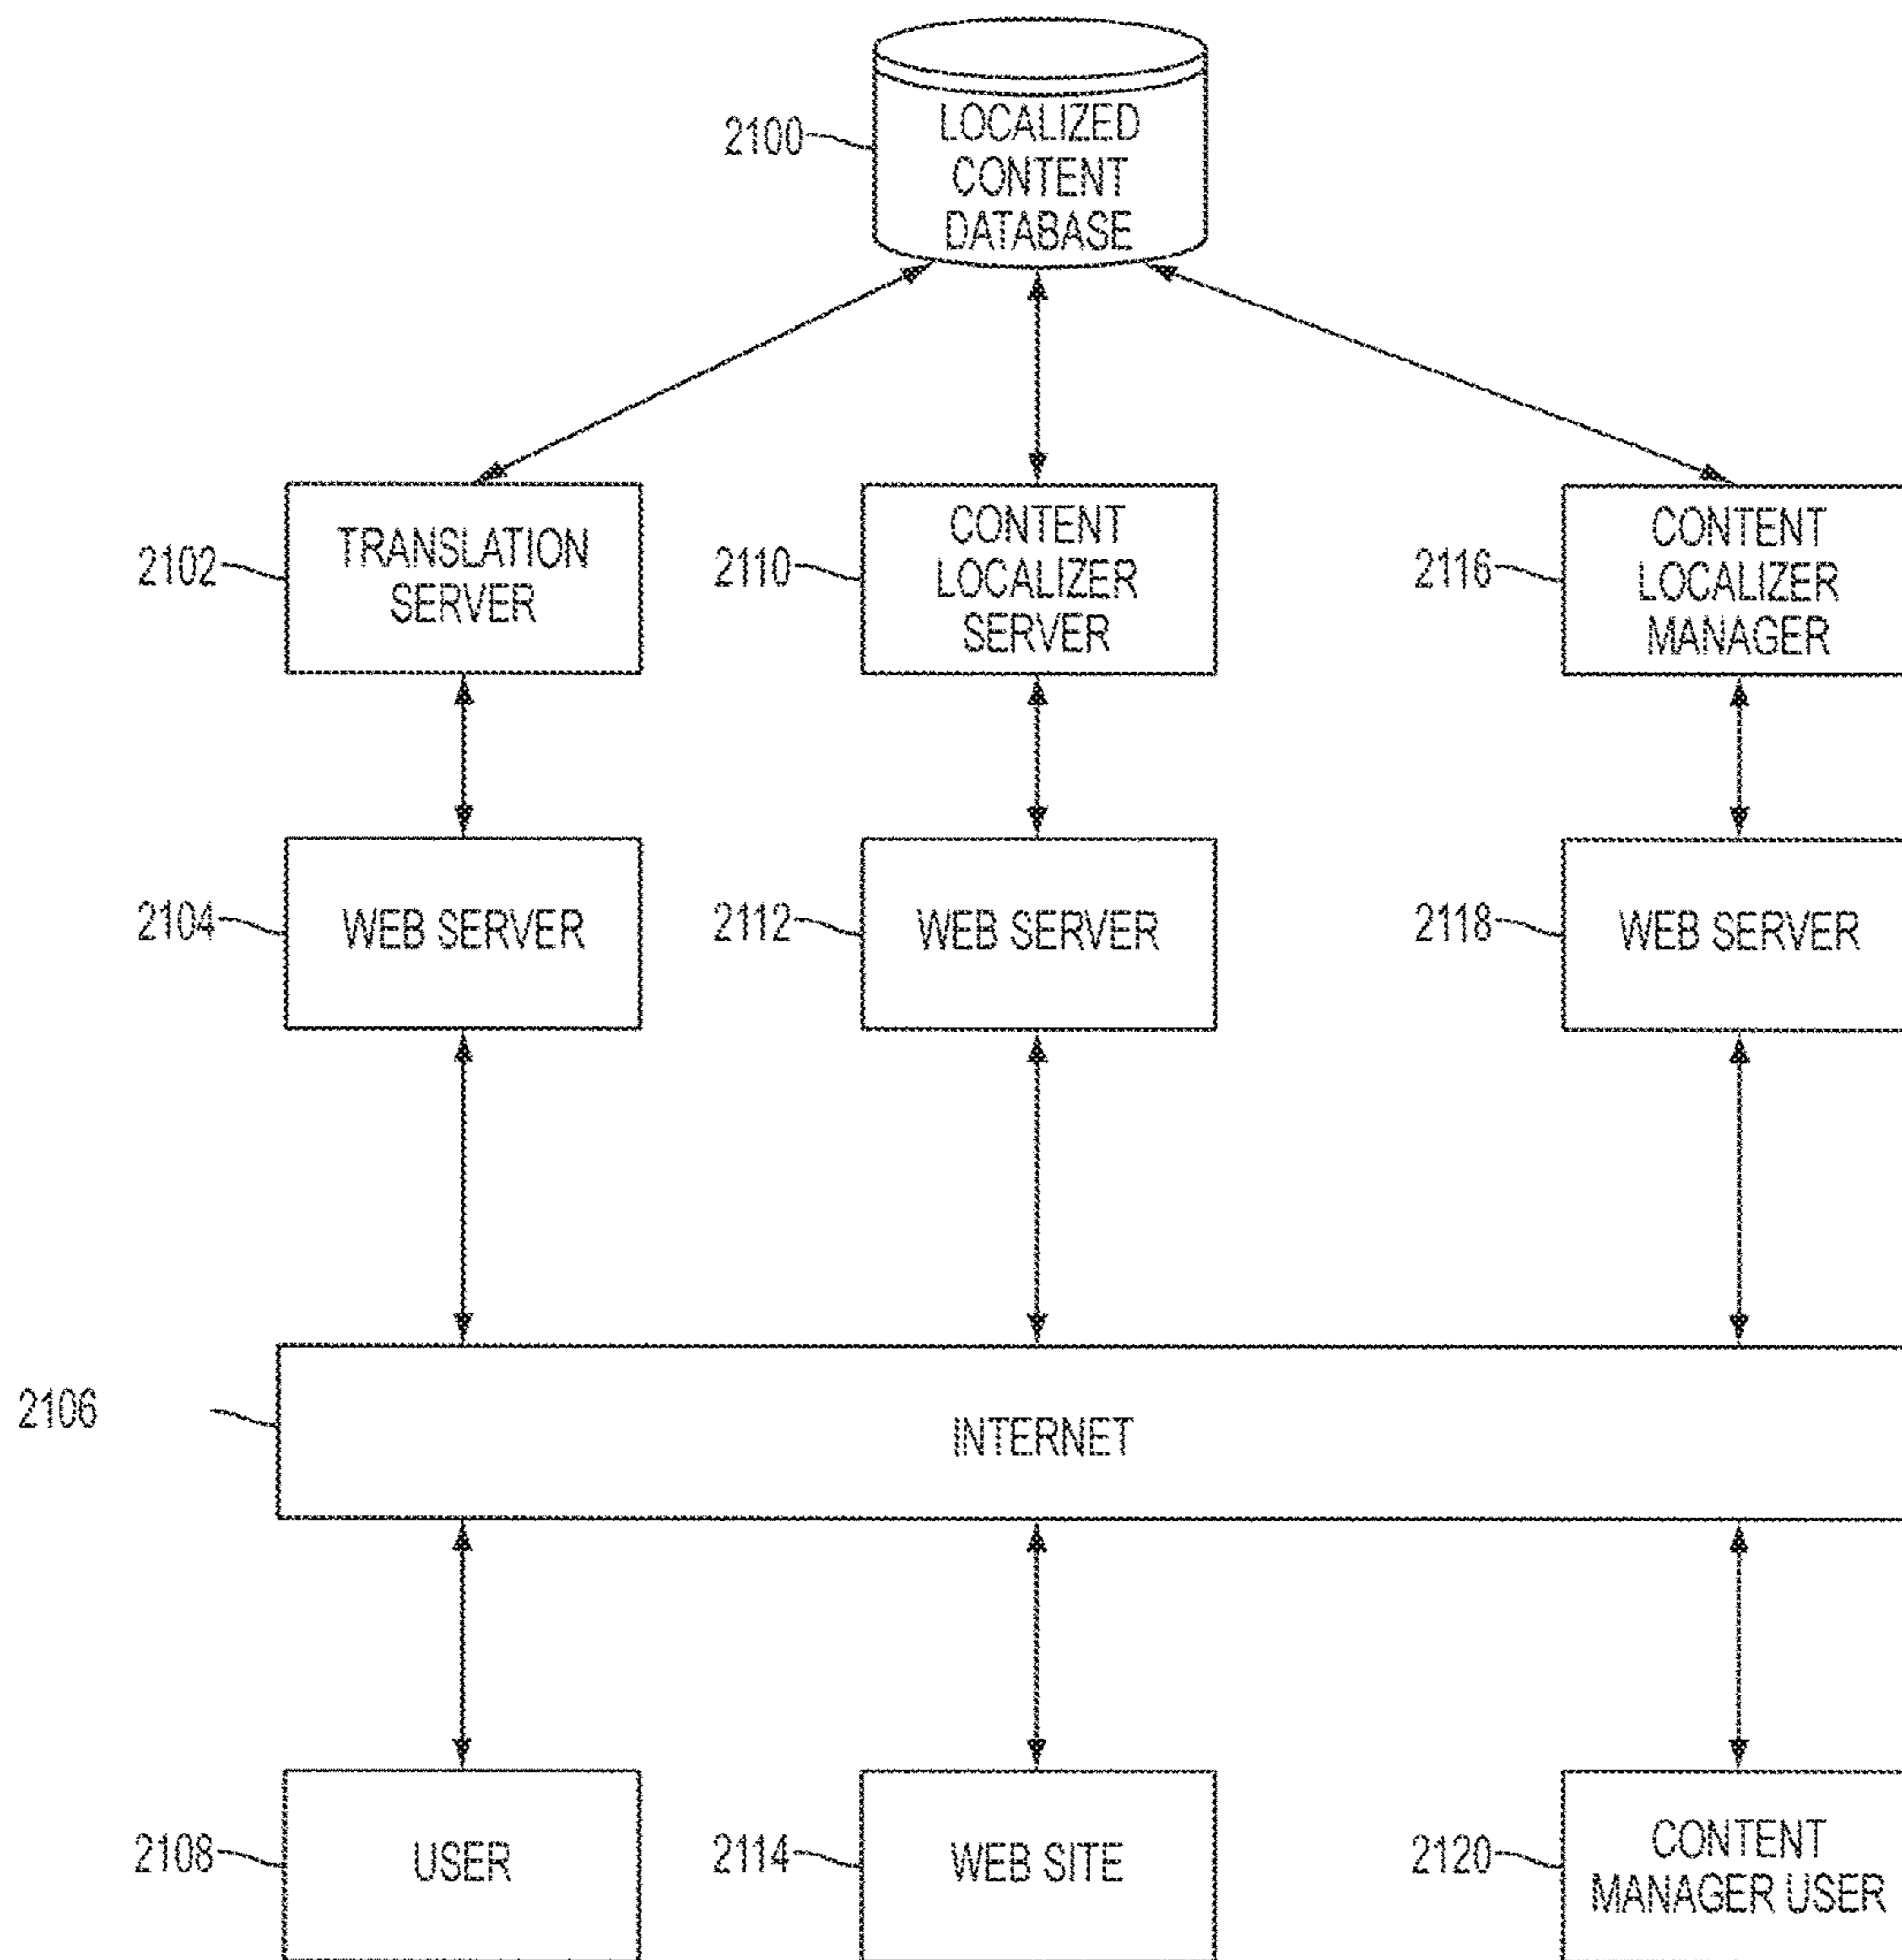 2100
LOCALIZED
CONTENT
DATABASE
2102
TRANSLATION
SERVER
2110
CONTENT
LOCALIZER
SERVER
2116
CONTENT
LOCALIZER
MANAGER
2104
WEB SERVER
2112
WEB SERVER
2118
WEB SERVER
2106
INTERNET
2108
USER
2114
WEB SITE
2120
CONTENT
MANAGER USER